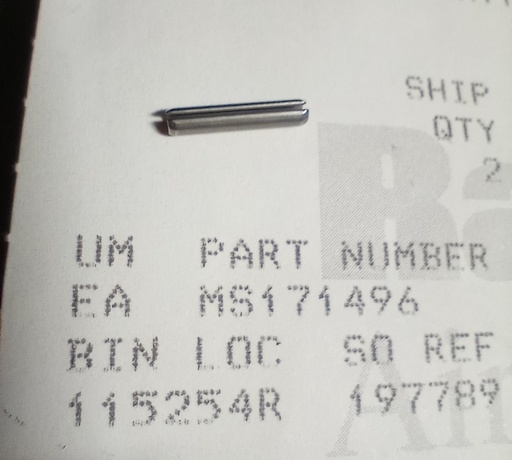 SHIP
QTY
2
UM PART NUMBER
EA MS171496
BIN LOC SO REF
115254R 197789